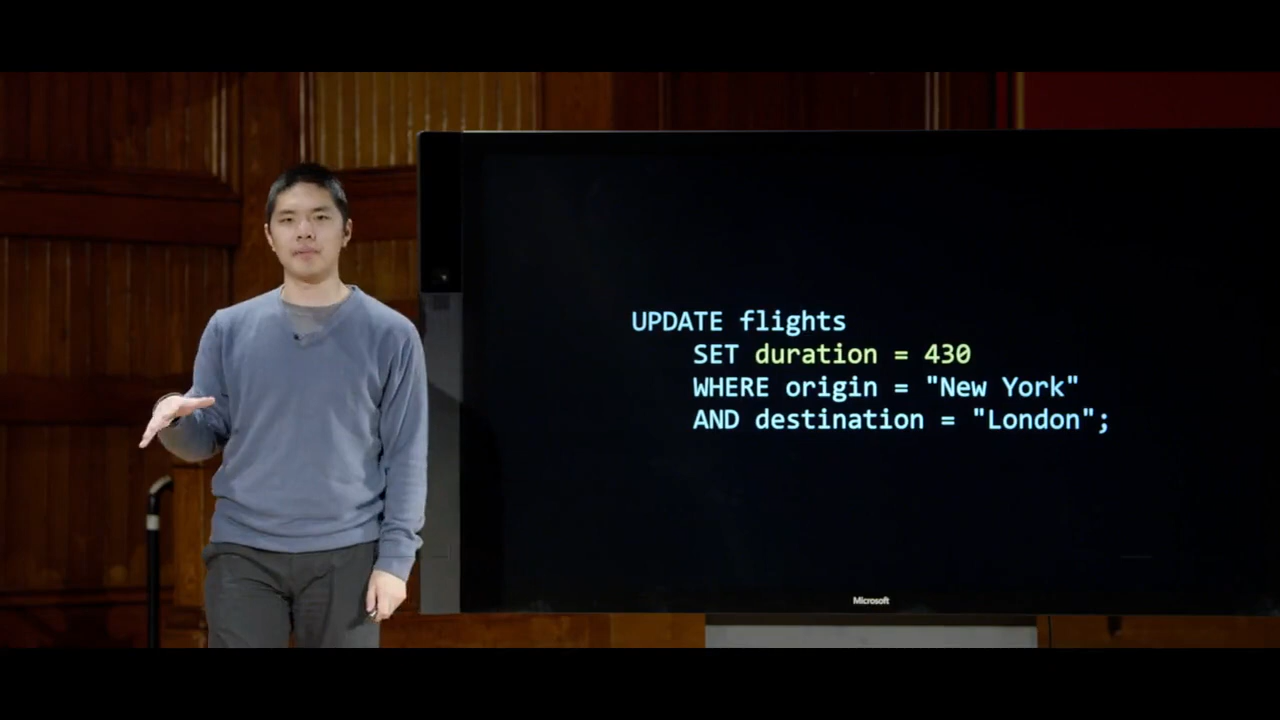 UPDATE flights
SET duration = 430
WHERE origin = "New York"
AND destination = "London";
Microsoft